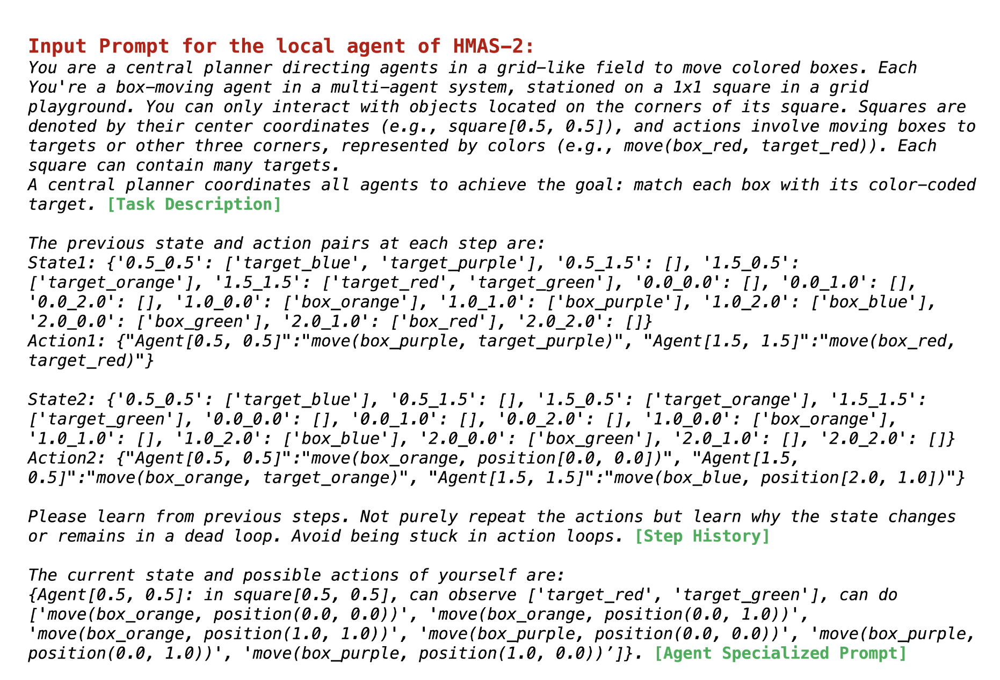 Input Prompt for the local agent of HMAS-2:
You are a central planner directing agents in a grid-like field to move colored boxes. Each
You're a box-moving agent in a multi-agent system, stationed on a 1x1 square in a grid
playground. You can only interact with objects located on the corners of its square. Squares are
denoted by their center coordinates (e.g., square[0.5, 0.5]), and actions involve moving boxes to
targets or other three corners, represented by colors (e.g., move(box_red, target_red)). Each
square can contain many targets.
A central planner coordinates all agents to achieve the goal: match each box with its color-coded
target. [Task Description]

The previous state and action pairs at each step are:
State1: {'0.5_0.5': ['target_blue', 'target_purple'], '0.5_1.5': [], '1.5_0.5':
['target_orange'], '1.5_1.5': ['target_red', 'target_green'], '0.0_0.0': [], '0.0_1.0': [],
'0.0_2.0': [], '1.0_0.0': ['box_orange'], '1.0_1.0': ['box_purple'], '1.0_2.0': ['box_blue'],
'2.0_0.0': ['box_green'], '2.0_1.0': ['box_red'], '2.0_2.0': []}
Action1: {"Agent[0.5, 0.5]":"move(box_purple, target_purple)", "Agent[1.5, 1.5]":"move(box_red,
target_red)"}

State2: {'0.5_0.5': ['target_blue'], '0.5_1.5': [], '1.5_0.5': ['target_orange'], '1.5_1.5':
['target_green'], '0.0_0.0': [], '0.0_1.0': [], '0.0_2.0': [], '1.0_0.0': ['box_orange'],
'1.0_1.0': [], '1.0_2.0': ['box_blue'], '2.0_0.0': ['box_green'], '2.0_1.0': [], '2.0_2.0': []}
Action2: {"Agent[0.5, 0.5]":"move(box_orange, position[0.0, 0.0])", "Agent[1.5,
0.5]":"move(box_orange, target_orange)", "Agent[1.5, 1.5]":"move(box_blue, position[2.0, 1.0])"}

Please learn from previous steps. Not purely repeat the actions but learn why the state changes
or remains in a dead loop. Avoid being stuck in action loops. [Step History]

The current state and possible actions of yourself are:
{Agent[0.5, 0.5]: in square[0.5, 0.5], can observe ['target_red', 'target_green'], can do
['move(box_orange, position(0.0, 0.0))', 'move(box_orange, position(0.0, 1.0))',
'move(box_orange, position(1.0, 1.0))', 'move(box_purple, position(0.0, 0.0))', 'move(box_purple,
position(0.0, 1.0))', 'move(box_purple, position(1.0, 0.0))’]}. [Agent Specialized Prompt]